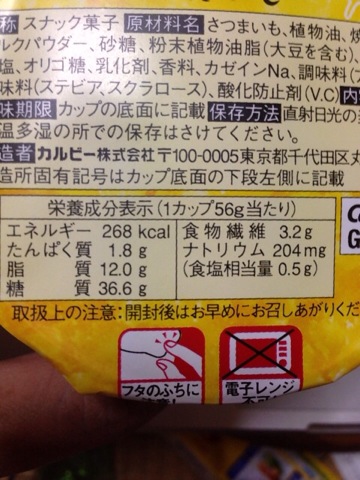 称 スナック菓子 原材料名 さつまいも、植物油、
ルクパウダー、砂糖、粉末植物油脂(大豆を含む)、
塩、オリゴ糖、乳化剤、香料、カゼインNa、調味料(
味料(ステビア、スクラロース)、酸化防止剤(V.C) 内
味期限 カップの底面に記載 保存方法 直射日光の
温多湿の所での保存はさけてください。
造者 カルビー株式会社 〒100-0005東京都千代田区丸
造所固有記号はカップ底面の下段左側に記載
栄養成分表示(1カップ56g当たり)
エネルギー 268 kcal 食物繊維 3.2g
たんぱく質 1.8 g ナトリウム 204mg
脂質 12.0 g (食塩相当量 0.5g)
糖質 36.6 g
取扱上の注意:開封後はお早めにお召しあがりくだ
フタのふちに
電子レンジ